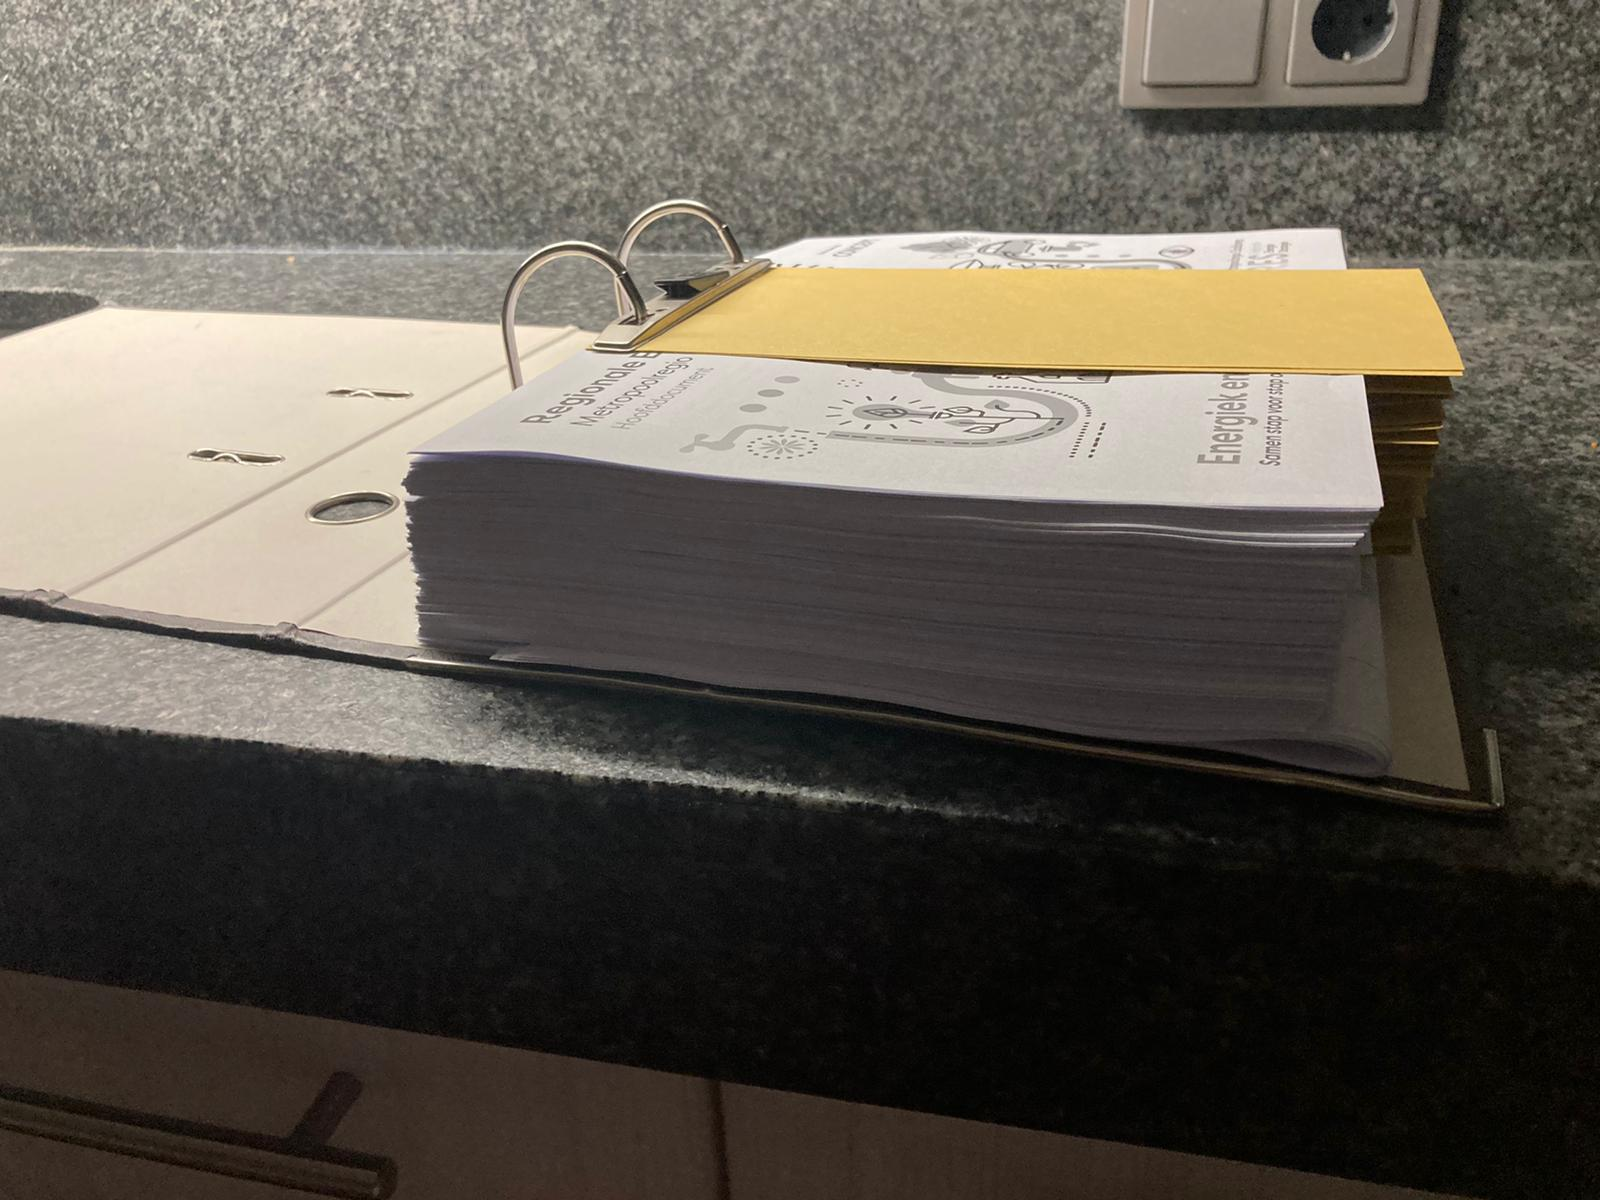 Regionale E
Metropoolregio
Hoofddocument
Energiek en
Samen stap voor stap